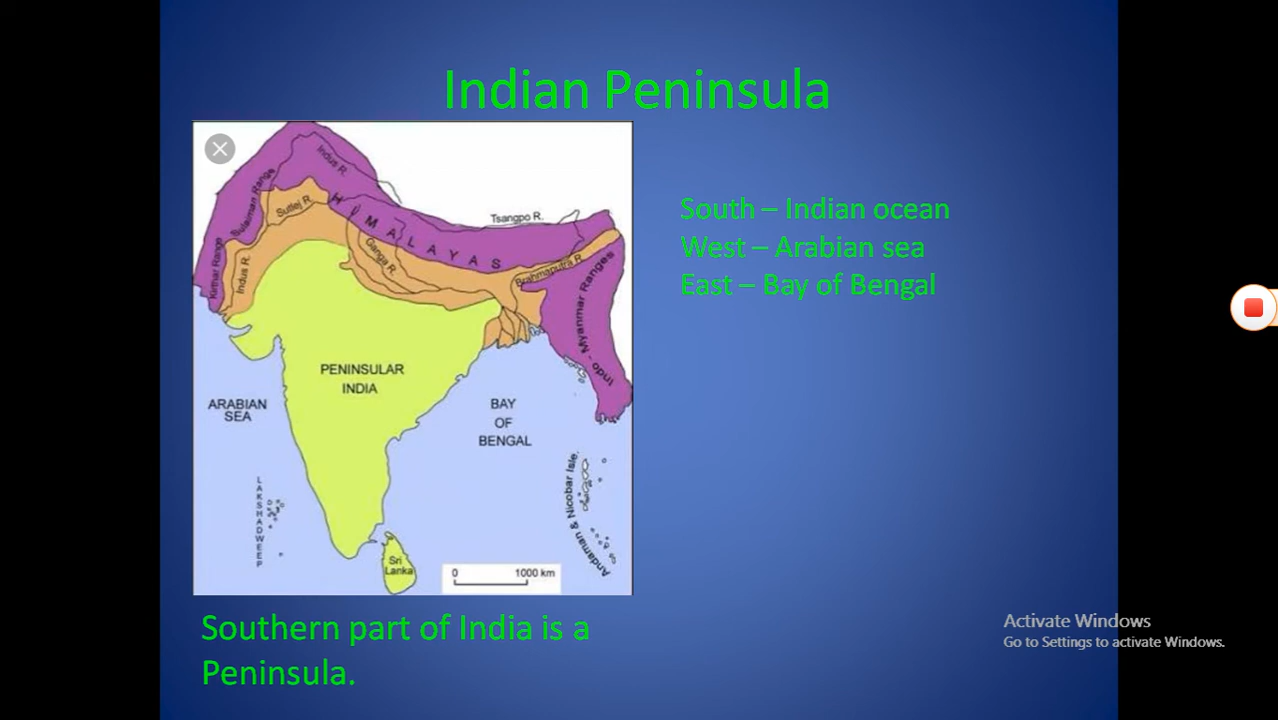 Indian Peninsula
Indus R.
Sulaiman Range
Sutlej R.
HIMALAYAS
Tsangpo R.
Kirthar Range
Indus R.
Ganga R.
Brahmaputra R.
Indo - Myanmar Ranges
PENINSULAR
INDIA
ARABIAN
SEA
BAY
OF
BENGAL
LAKSHADWEEP
Andaman & Nicobar Isle.
Sri
Lanka
0 1000 km
South – Indian ocean
West – Arabian sea
East – Bay of Bengal
Southern part of India is a
Peninsula.
Activate Windows
Go to Settings to activate Windows.